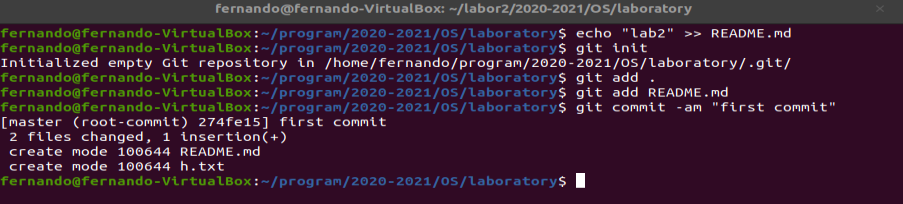 fernando@fernando-VirtualBox: ~/labor2/2020-2021/OS/laboratory
fernando@fernando-VirtualBox:~/program/2020-2021/OS/laboratory$ echo "lab2" >> README.md
fernando@fernando-VirtualBox:~/program/2020-2021/OS/laboratory$ git init
Initialized empty Git repository in /home/fernando/program/2020-2021/OS/laboratory/.git/
fernando@fernando-VirtualBox:~/program/2020-2021/OS/laboratory$ git add .
fernando@fernando-VirtualBox:~/program/2020-2021/OS/laboratory$ git add README.md
fernando@fernando-VirtualBox:~/program/2020-2021/OS/laboratory$ git commit -am "first commit"
[master (root-commit) 274fe15] first commit
 2 files changed, 1 insertion(+)
 create mode 100644 README.md
 create mode 100644 h.txt
fernando@fernando-VirtualBox:~/program/2020-2021/OS/laboratory$